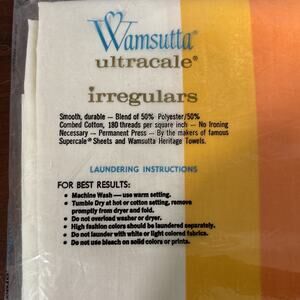 Wamsutta®
ultracale®
irregulars
Smooth, durable — Blend of 50% Polyester/50%
Combed Cotton, 180 threads per square inch — No Ironing
Necessary — Permanent Press — By the makers of famous
Supercale® Sheets and Wamsutta Heritage Towels.
LAUNDERING INSTRUCTIONS
FOR BEST RESULTS:
• Machine Wash — use warm setting.
• Tumble Dry at hot or cotton setting, remove
promptly from dryer and fold.
• Do not overload washer or dryer.
• High fashion colors should be laundered separately.
• Do not launder with white or light colored fabrics.
• Do not use bleach on solid colors or prints.